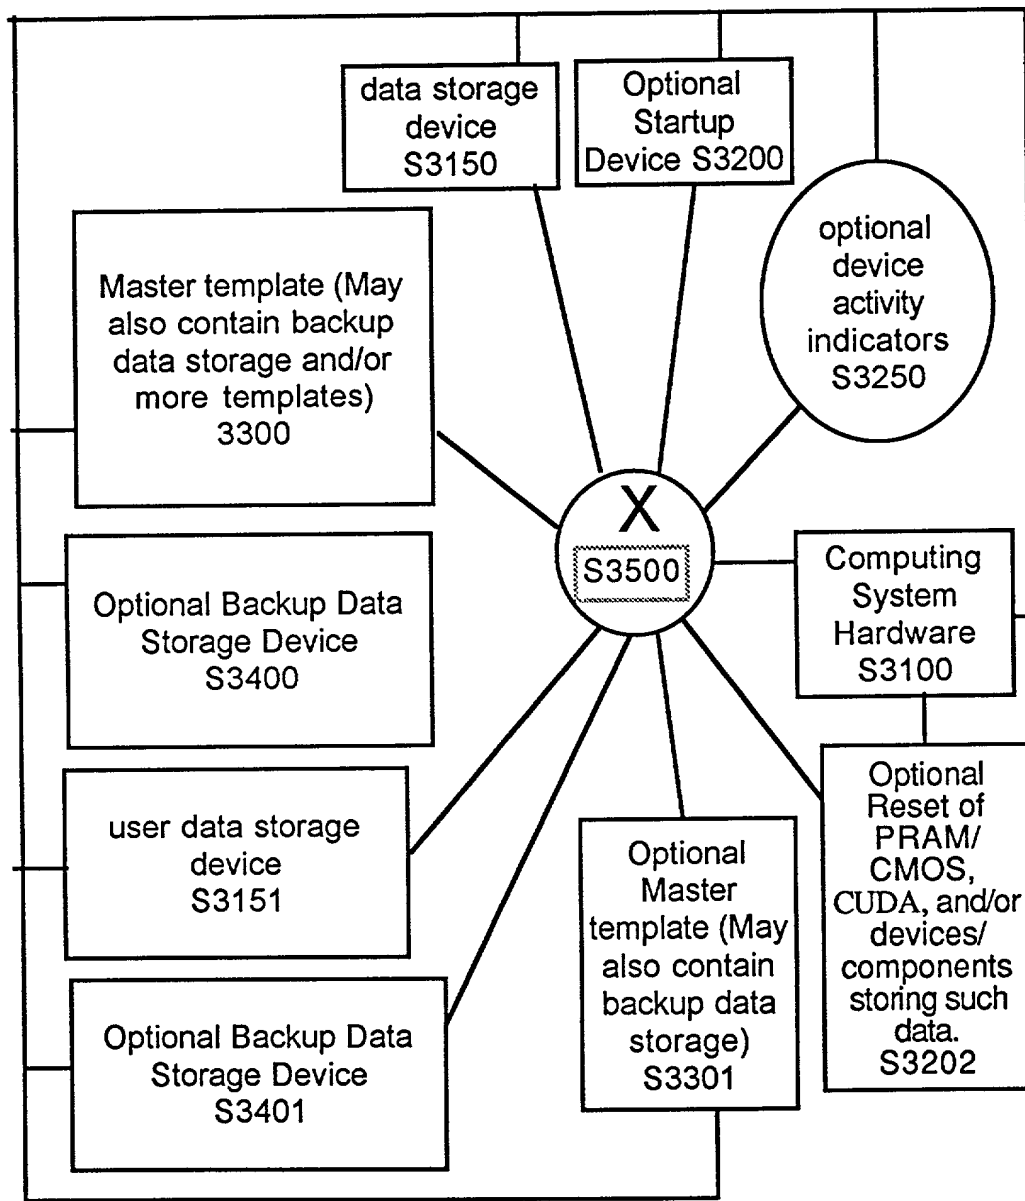 data storage
device
S3150
Optional
Startup
Device S3200
optional
device
activity
indicators
S3250
Master template (May
also contain backup
data storage and/or
more templates)
3300
X
S3500
Computing
System
Hardware
S3100
Optional Backup Data
Storage Device
S3400
user data storage
device
S3151
Optional
Master
template (May
also contain
backup data
storage)
S3301
Optional
Reset of
PRAM/
CMOS,
CUDA, and/or
devices/
components
storing such
data.
S3202
Optional Backup Data
Storage Device
S3401